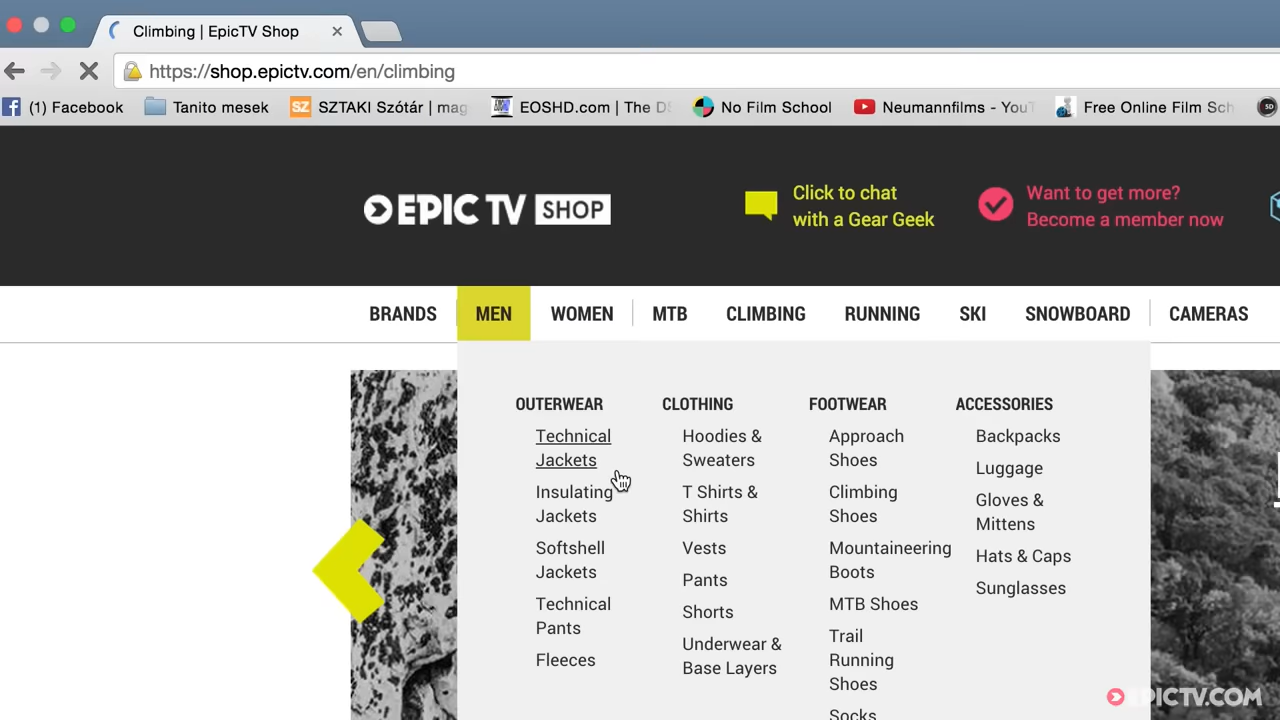 Climbing | EpicTV Shop
https://shop.epictv.com/en/climbing
(1) Facebook
Tanito mesek
SZ
SZTAKI Szótár | mag
EOSHD.com | The DS
No Film School
Neumannfilms - YouT
Free Online Film Sch
EPIC TV SHOP
Click to chat
with a Gear Geek
Want to get more?
Become a member now
BRANDS
MEN
WOMEN
MTB
CLIMBING
RUNNING
SKI
SNOWBOARD
CAMERAS
OUTERWEAR
Technical
Jackets
Insulating
Jackets
Softshell
Jackets
Technical
Pants
Fleeces
CLOTHING
Hoodies &
Sweaters
T Shirts &
Shirts
Vests
Pants
Shorts
Underwear &
Base Layers
FOOTWEAR
Approach
Shoes
Climbing
Shoes
Mountaineering
Boots
MTB Shoes
Trail
Running
Shoes
Socks
ACCESSORIES
Backpacks
Luggage
Gloves &
Mittens
Hats & Caps
Sunglasses
EPICTV.COM